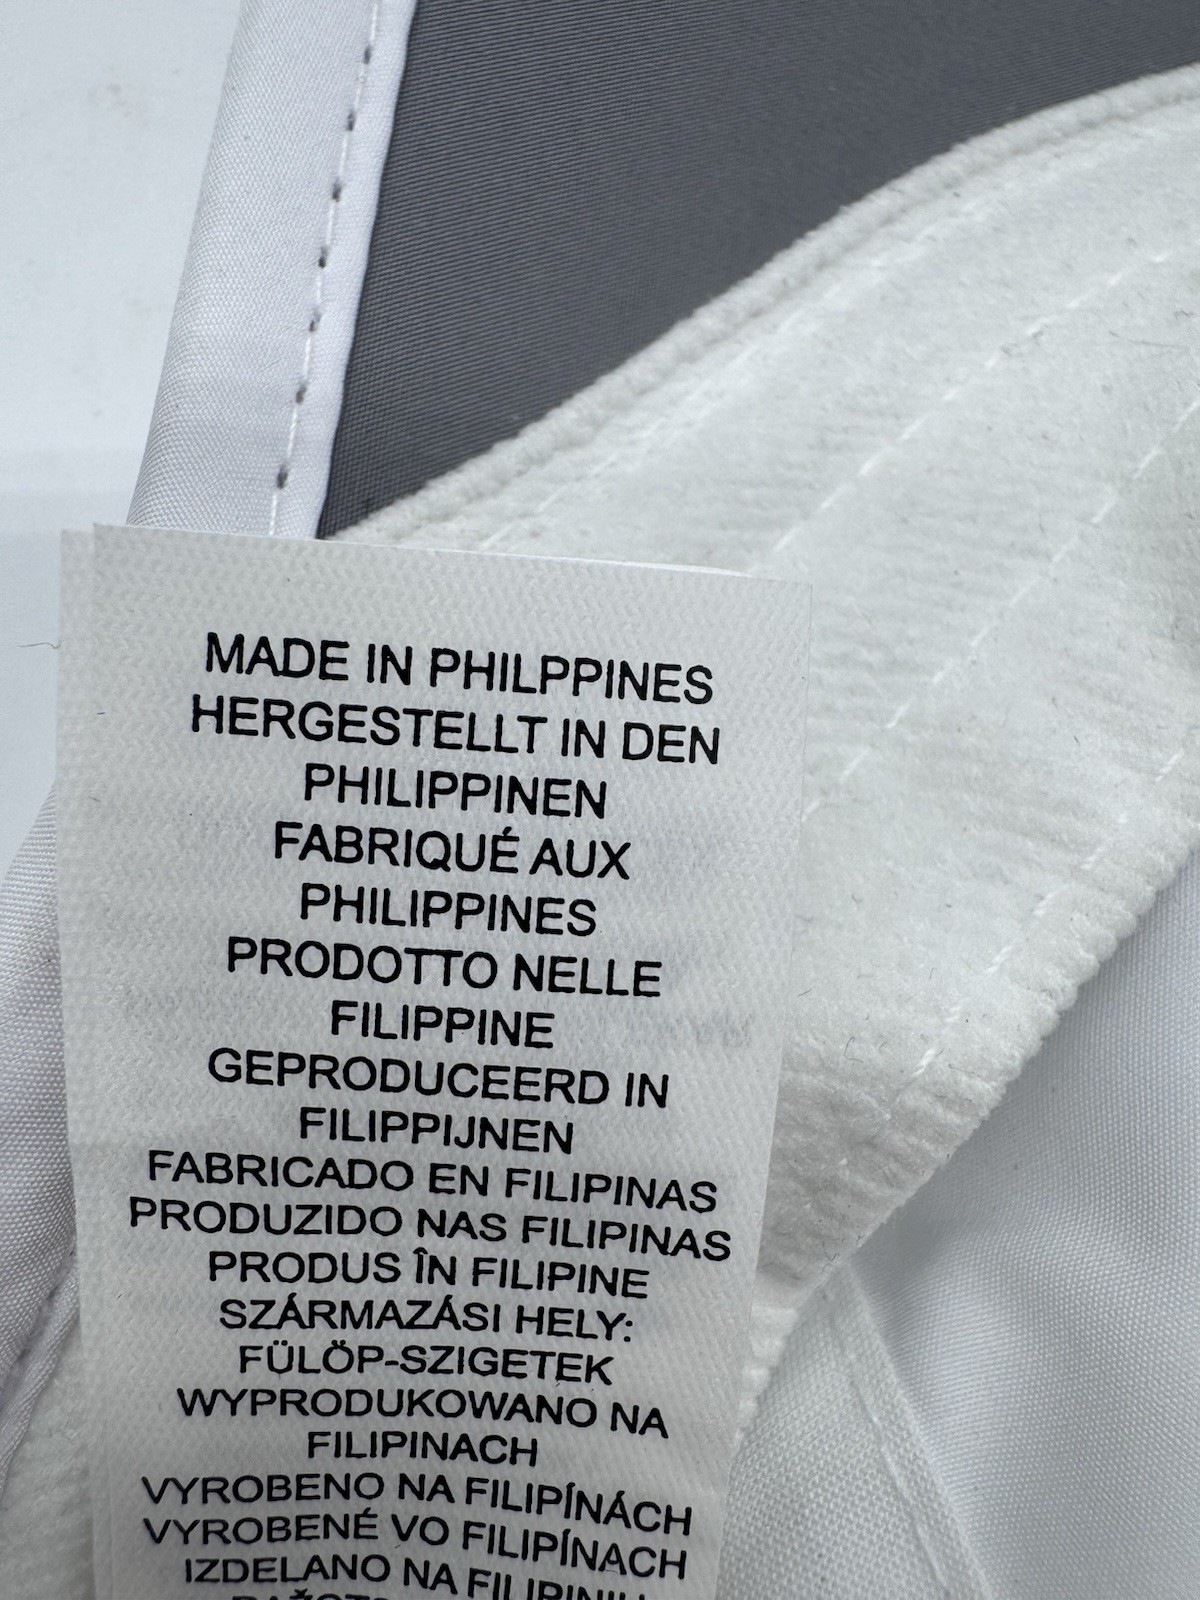 MADE IN PHILPPINES
HERGESTELLT IN DEN
PHILIPPINEN
FABRIQUÉ AUX
PHILIPPINES
PRODOTTO NELLE
FILIPPINE
GEPRODUCEERD IN
FILIPPIJNEN
FABRICADO EN FILIPINAS
PRODUZIDO NAS FILIPINAS
PRODUS ÎN FILIPINE
SZÁRMAZÁSI HELY:
FÜLÖP-SZIGETEK
WYPRODUKOWANO NA
FILIPINACH
VYROBENO NA FILIPÍNÁCH
VYROBENÉ VO FILIPÍNACH
IZDELANO NA